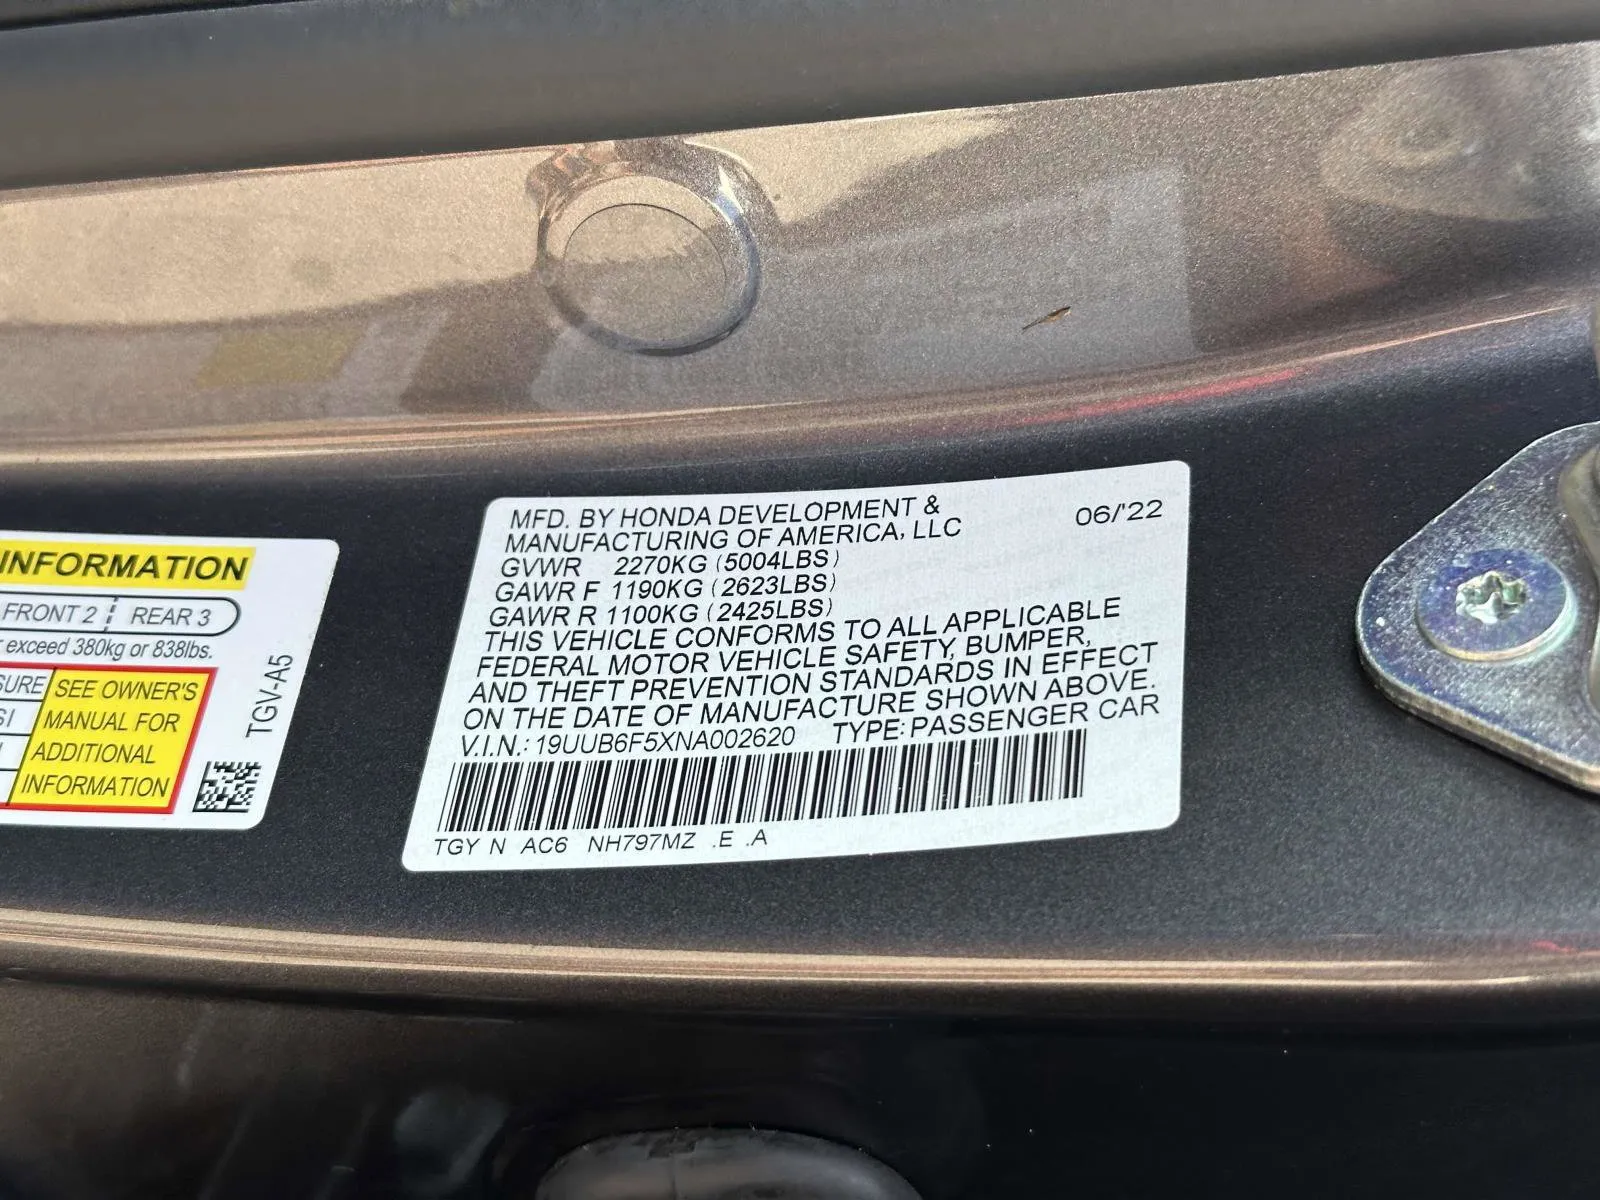 INFORMATION
FRONT 2 REAR 3
exceed 380kg or 838lbs.
SEE OWNER'S
MANUAL FOR
ADDITIONAL
INFORMATION
TGV-A5
MFD. BY HONDA DEVELOPMENT & 06/'22
MANUFACTURING OF AMERICA, LLC
GVWR 2270KG (5004LBS)
GAWR F 1190KG (2623LBS)
GAWR R 1100KG (2425LBS)
THIS VEHICLE CONFORMS TO ALL APPLICABLE
FEDERAL MOTOR VEHICLE SAFETY, BUMPER,
AND THEFT PREVENTION STANDARDS IN EFFECT
ON THE DATE OF MANUFACTURE SHOWN ABOVE.
V.I.N.: 19UUB6F5XNA002620 TYPE: PASSENGER CAR
TGY N AC6 NH797MZ .E .A